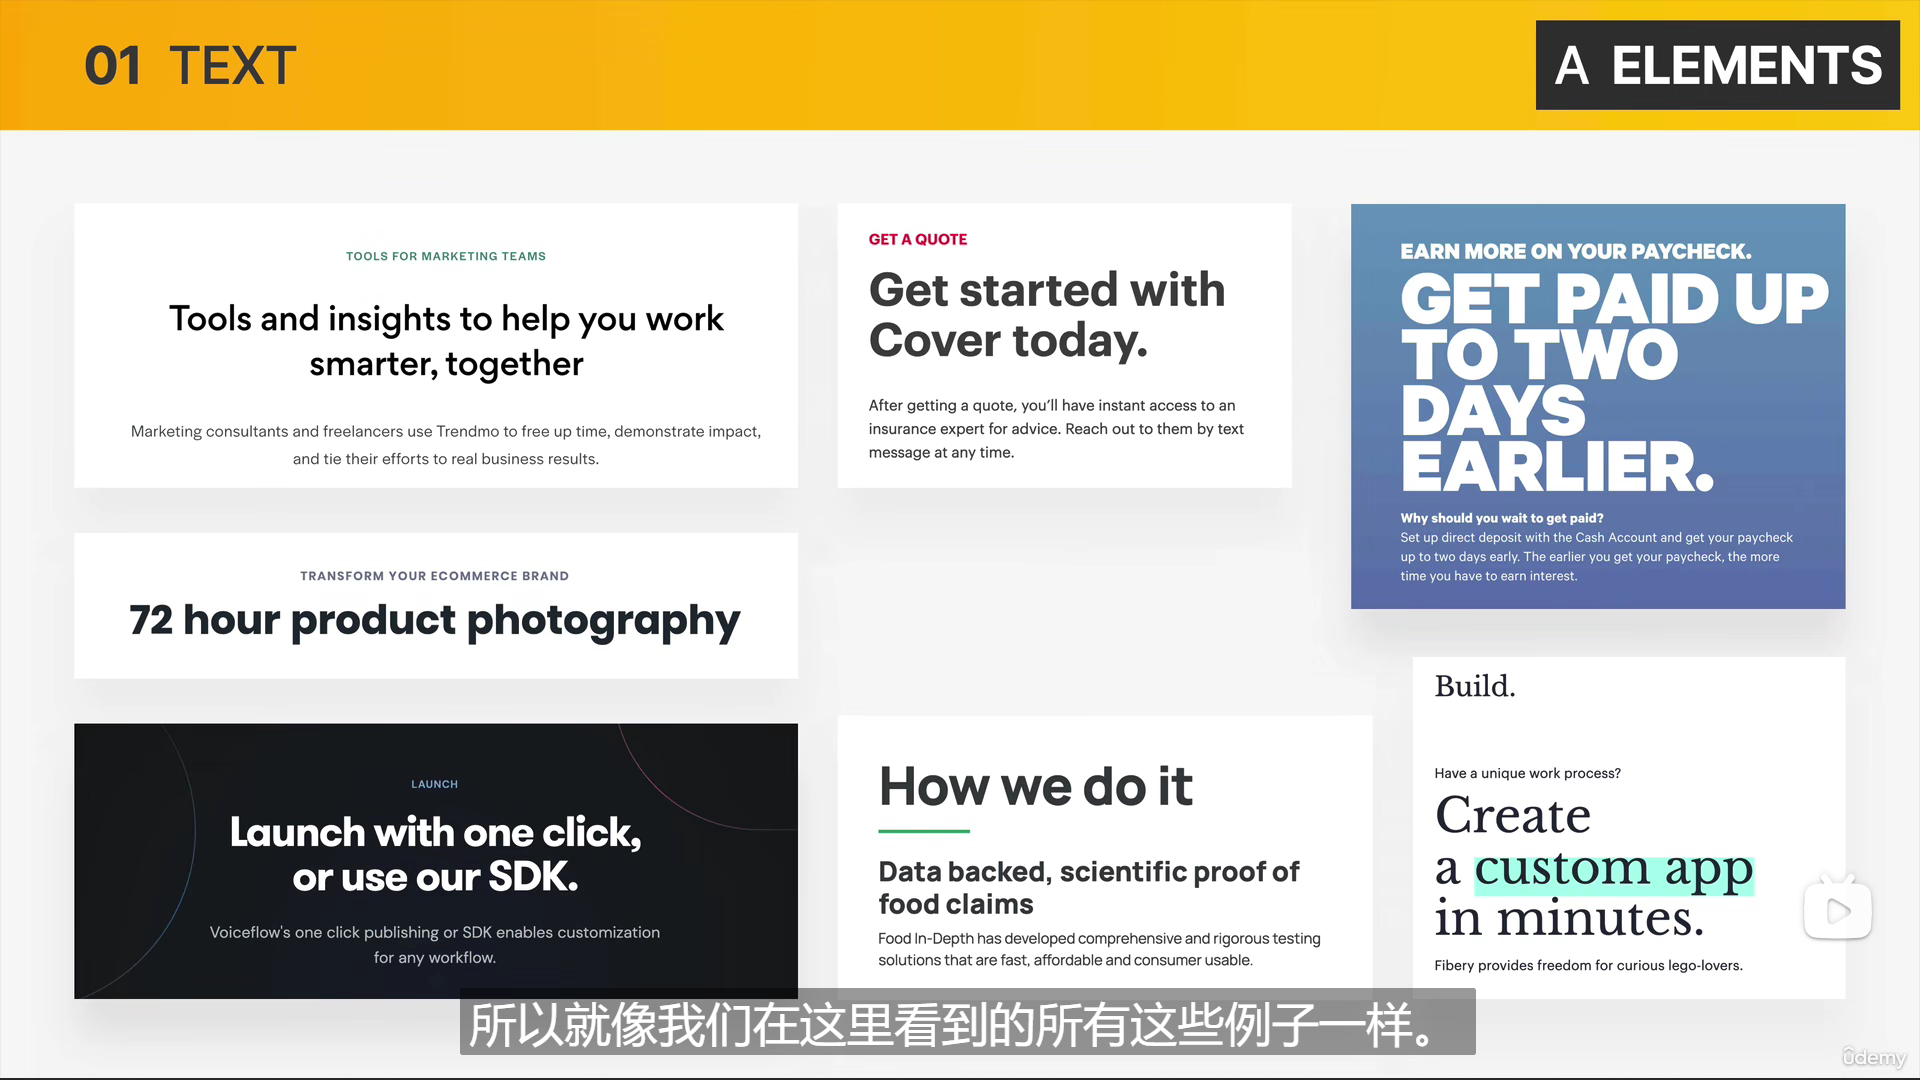 01 TEXT
A ELEMENTS
TOOLS FOR MARKETING TEAMS
Tools and insights to help you work
smarter, together
Marketing consultants and freelancers use Trendmo to free up time, demonstrate impact,
and tie their efforts to real business results.
GET A QUOTE
Get started with
Cover today.
After getting a quote, you'll have instant access to an
insurance expert for advice. Reach out to them by text
message at any time.
EARN MORE ON YOUR PAYCHECK.
GET PAID UP
TO TWO
DAYS
EARLIER.
Why should you wait to get paid?
Set up direct deposit with the Cash Account and get your paycheck
up to two days early. The earlier you get your paycheck, the more
time you have to earn interest.
TRANSFORM YOUR ECOMMERCE BRAND
72 hour product photography
LAUNCH
Launch with one click,
or use our SDK.
Voiceflow's one click publishing or SDK enables customization
for any workflow.
How we do it
Data backed, scientific proof of
food claims
Food In-Depth has developed comprehensive and rigorous testing
solutions that are fast, affordable and consumer usable.
Build.
Have a unique work process?
Create
a custom app
in minutes.
Fibery provides freedom for curious lego-lovers.
所以就像我们在这里看到的所有这些例子一样。
ûdemy